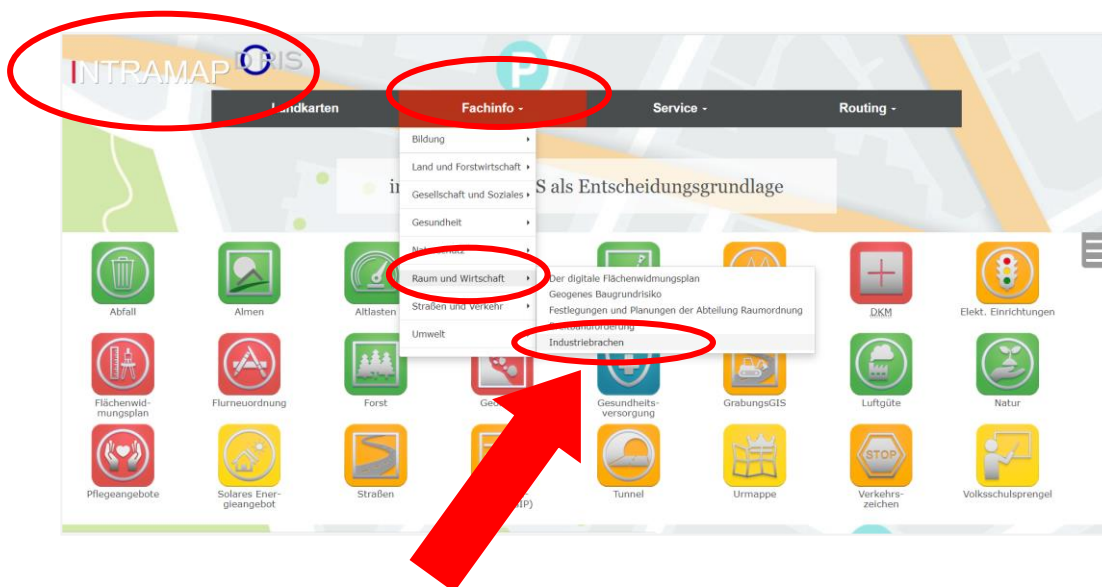 INTRAMAP DORIS
Landkarten
Fachinfo -
Service -
Routing -
Bildung
Land und Forstwirtschaft
Gesellschaft und Soziales
Gesundheit
Naturschutz
Raum und Wirtschaft
Straßen und Verkehr
Umwelt
Der digitale Flächenwidmungsplan
Geogenes Baugrundrisiko
Festlegungen und Planungen der Abteilung Raumordnung
Industriebrachen
P
S als Entscheidungsgrundlage
Abfall
Almen
Altlasten
DKM
Elekt. Einrichtungen
Flächenwid-
mungsplan
Flurneuordnung
Forst
Gesundheits-
versorgung
GrabungsGIS
Luftgüte
Natur
Pflegeangebote
Solares Ener-
gieangebot
Straßen
Tunnel
Urmappe
STOP
Verkehrs-
zeichen
Volksschulsprengel